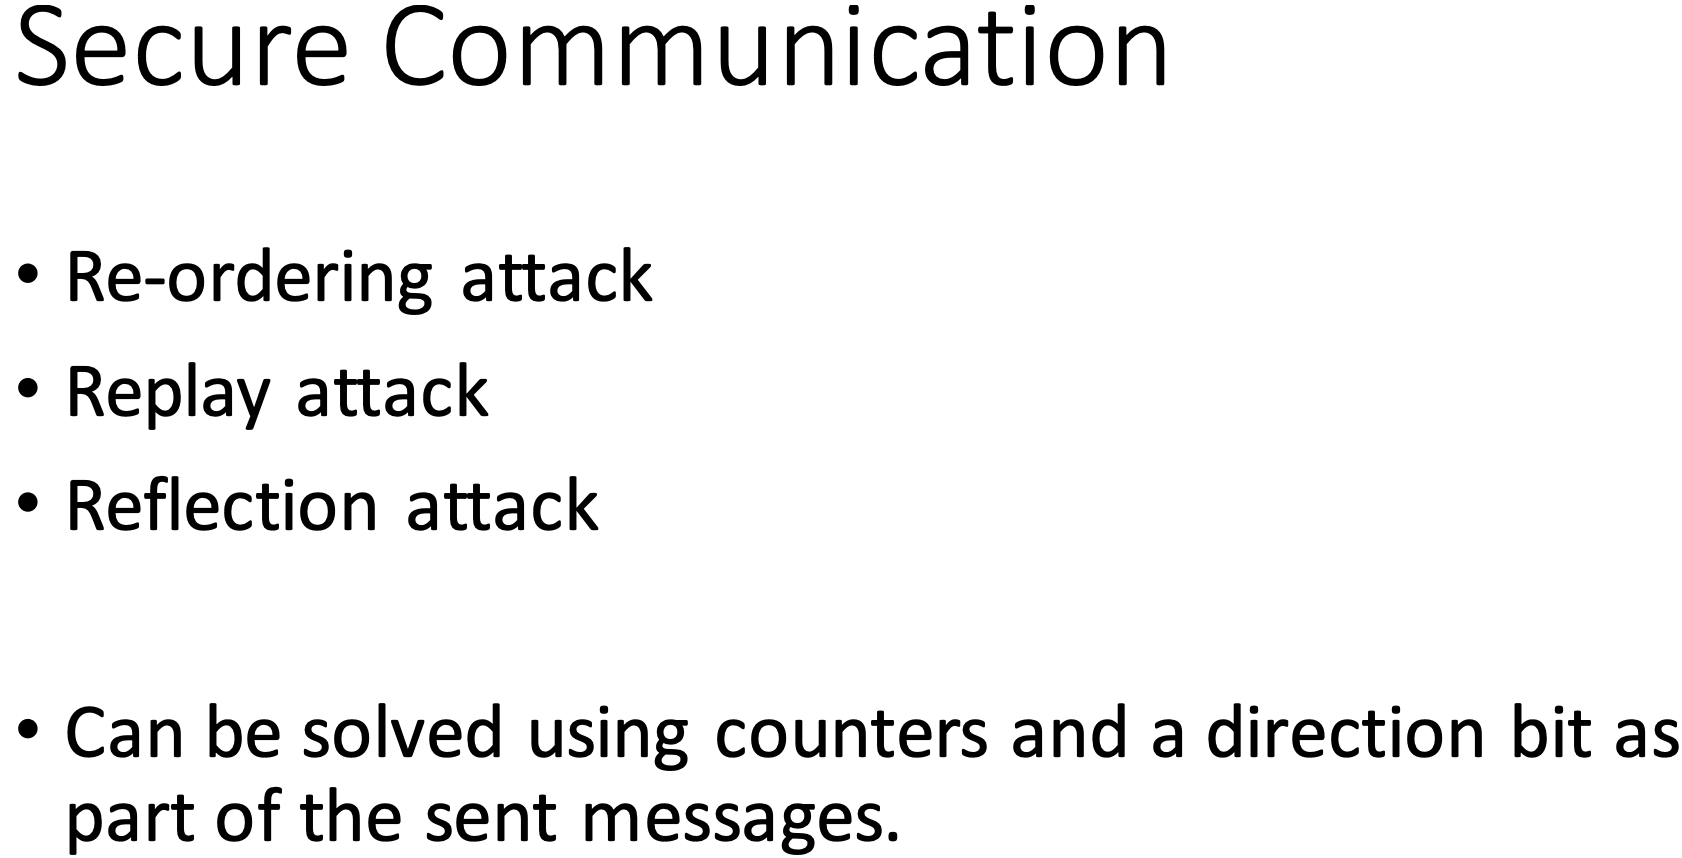 Secure Communication
• Re-ordering attack
• Replay attack
• Reflection attack
• Can be solved using counters and a direction bit as
part of the sent messages.